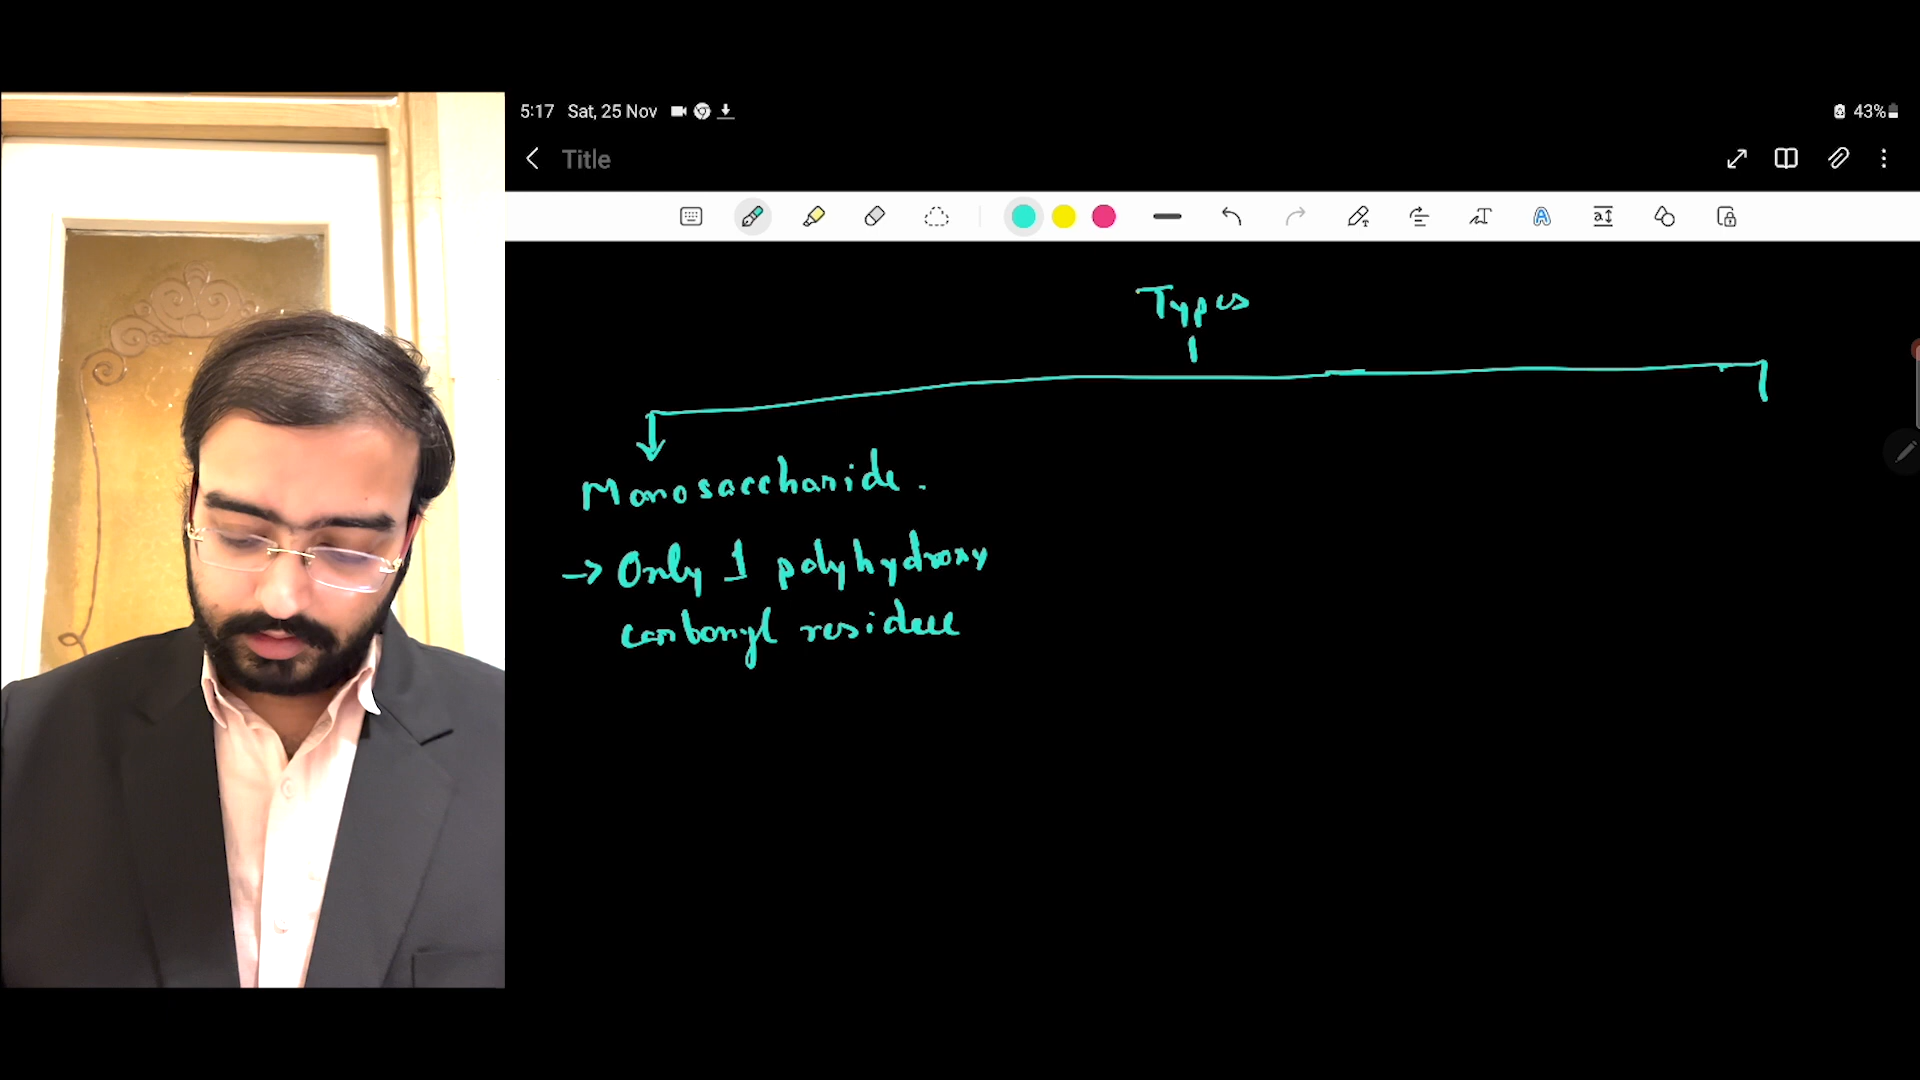 5:17 Sat, 25 Nov 43%
Title
Types
Monosaccharide.
→ Only 1 polyhydroxy
carbonyl residue